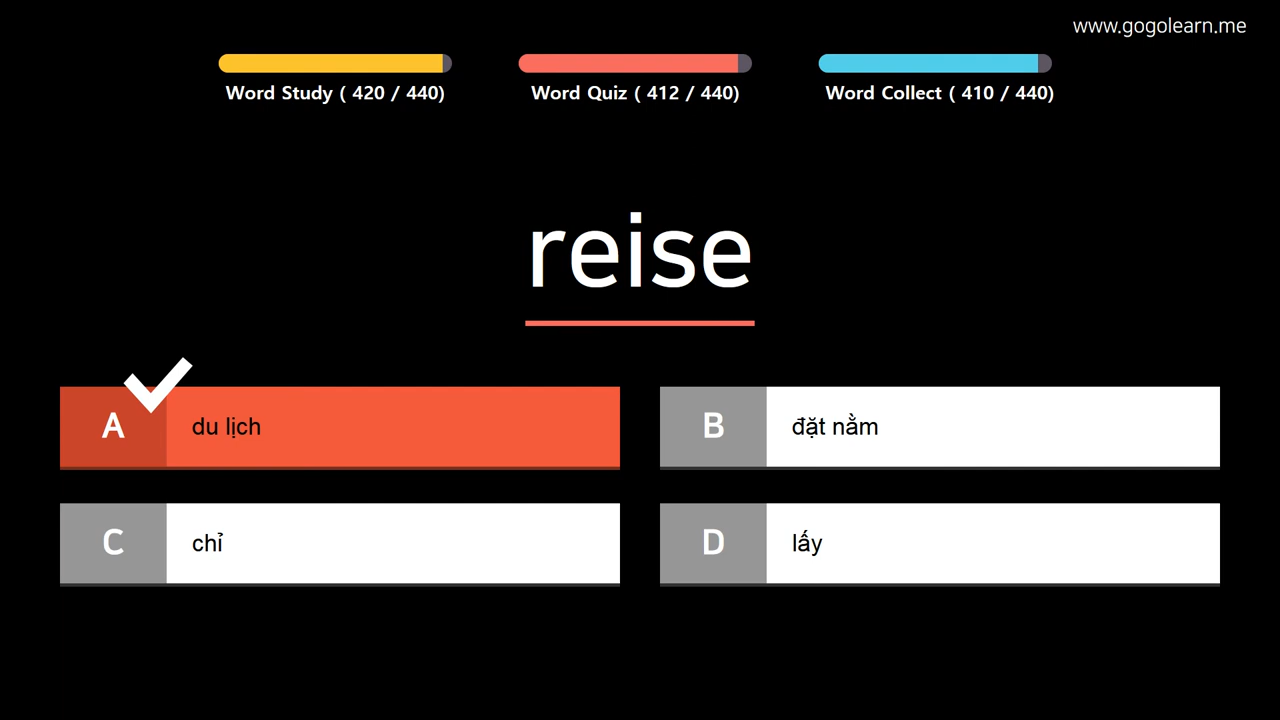 www.gogolearn.me
Word Study ( 420 / 440)
Word Quiz ( 412 / 440)
Word Collect ( 410 / 440)
reise
A du lịch
B đặt nằm
C chỉ
D lấy